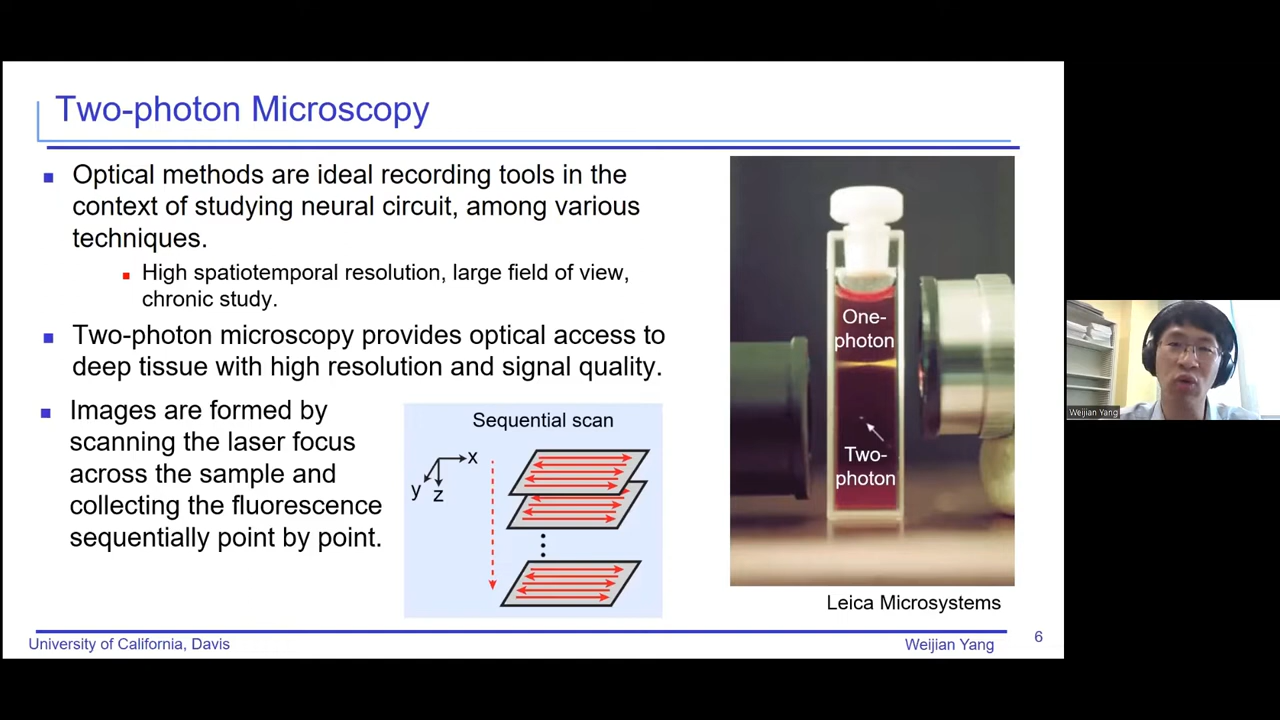 Two-photon Microscopy
Optical methods are ideal recording tools in the
context of studying neural circuit, among various
techniques.
High spatiotemporal resolution, large field of view,
chronic study.
Two-photon microscopy provides optical access to
deep tissue with high resolution and signal quality.
Images are formed by
scanning the laser focus
across the sample and
collecting the fluorescence
sequentially point by point.
Sequential scan
x
y
z
One-
photon
Two-
photon
Leica Microsystems
University of California, Davis
Weijian Yang
6
Weijian Yang